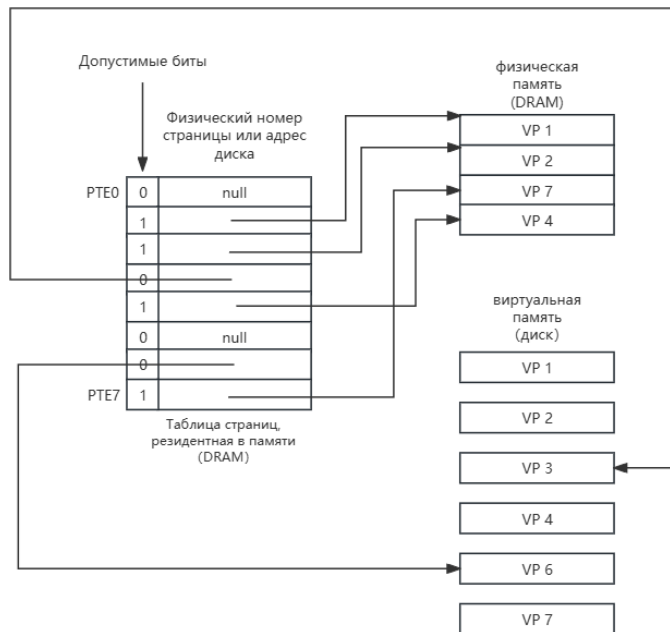 Допустимые биты
Физический номер
страницы или адрес
диска
PTE0
0
null
1
1
0
1
0
null
0
PTE7
1
Таблица страниц,
резидентная в памяти
(DRAM)
физическая
память
(DRAM)
VP 1
VP 2
VP 7
VP 4
виртуальная
память
(диск)
VP 1
VP 2
VP 3
VP 4
VP 6
VP 7